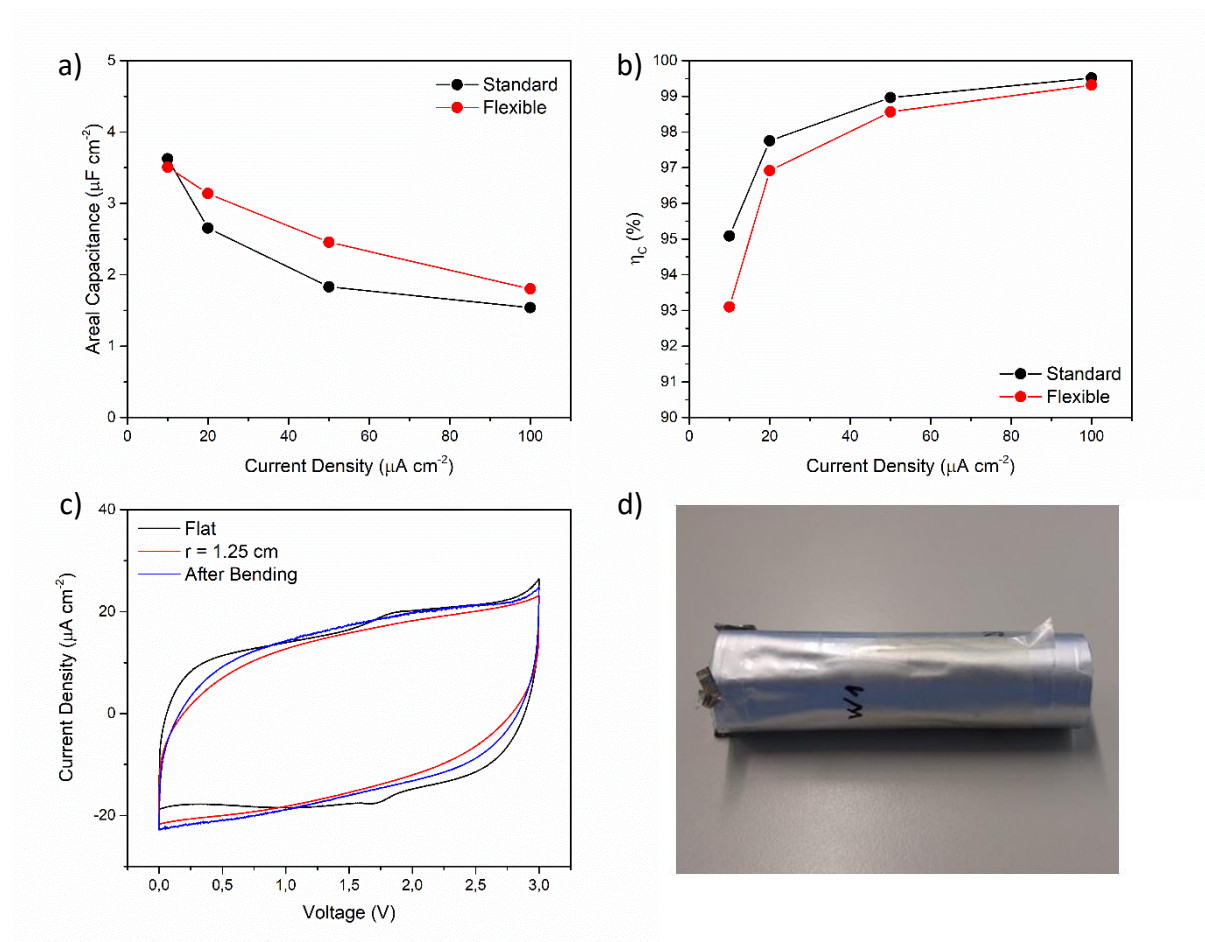 a)
5
4
3
2
1
0
Areal Capacitance (μF cm⁻²)
Standard
Flexible
0 20 40 60 80 100
Current Density (μA cm⁻²)
b)
100
99
98
97
96
95
94
93
92
91
90
η_C (%)
Standard
Flexible
0 20 40 60 80 100
Current Density (μA cm⁻²)
c)
40
20
0
-20
Current Density (μA cm⁻²)
Flat
r = 1.25 cm
After Bending
0,0 0,5 1,0 1,5 2,0 2,5 3,0
Voltage (V)
d)